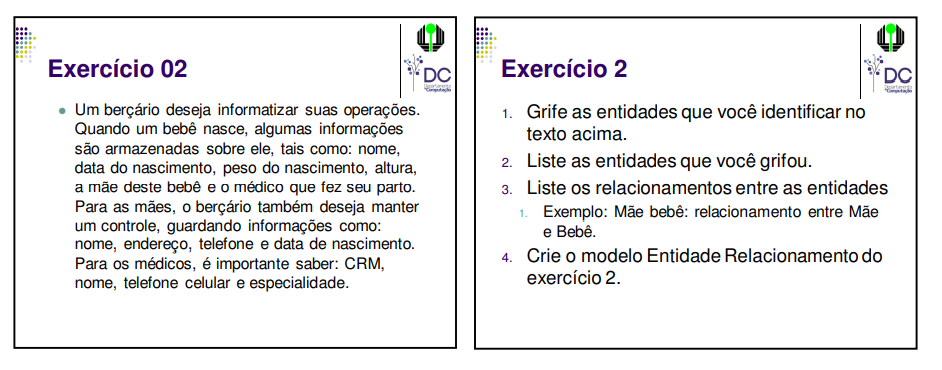 Exercício 02
DC
Departamento
de Computação
Um berçário deseja informatizar suas operações.
Quando um bebê nasce, algumas informações
são armazenadas sobre ele, tais como: nome,
data do nascimento, peso do nascimento, altura,
a mãe deste bebê e o médico que fez seu parto.
Para as mães, o berçário também deseja manter
um controle, guardando informações como:
nome, endereço, telefone e data de nascimento.
Para os médicos, é importante saber: CRM,
nome, telefone celular e especialidade.
Exercício 2
DC
Departamento
de Computação
1. Grife as entidades que você identificar no
texto acima.
2. Liste as entidades que você grifou.
3. Liste os relacionamentos entre as entidades
1. Exemplo: Mãe bebê: relacionamento entre Mãe
e Bebê.
4. Crie o modelo Entidade Relacionamento do
exercício 2.